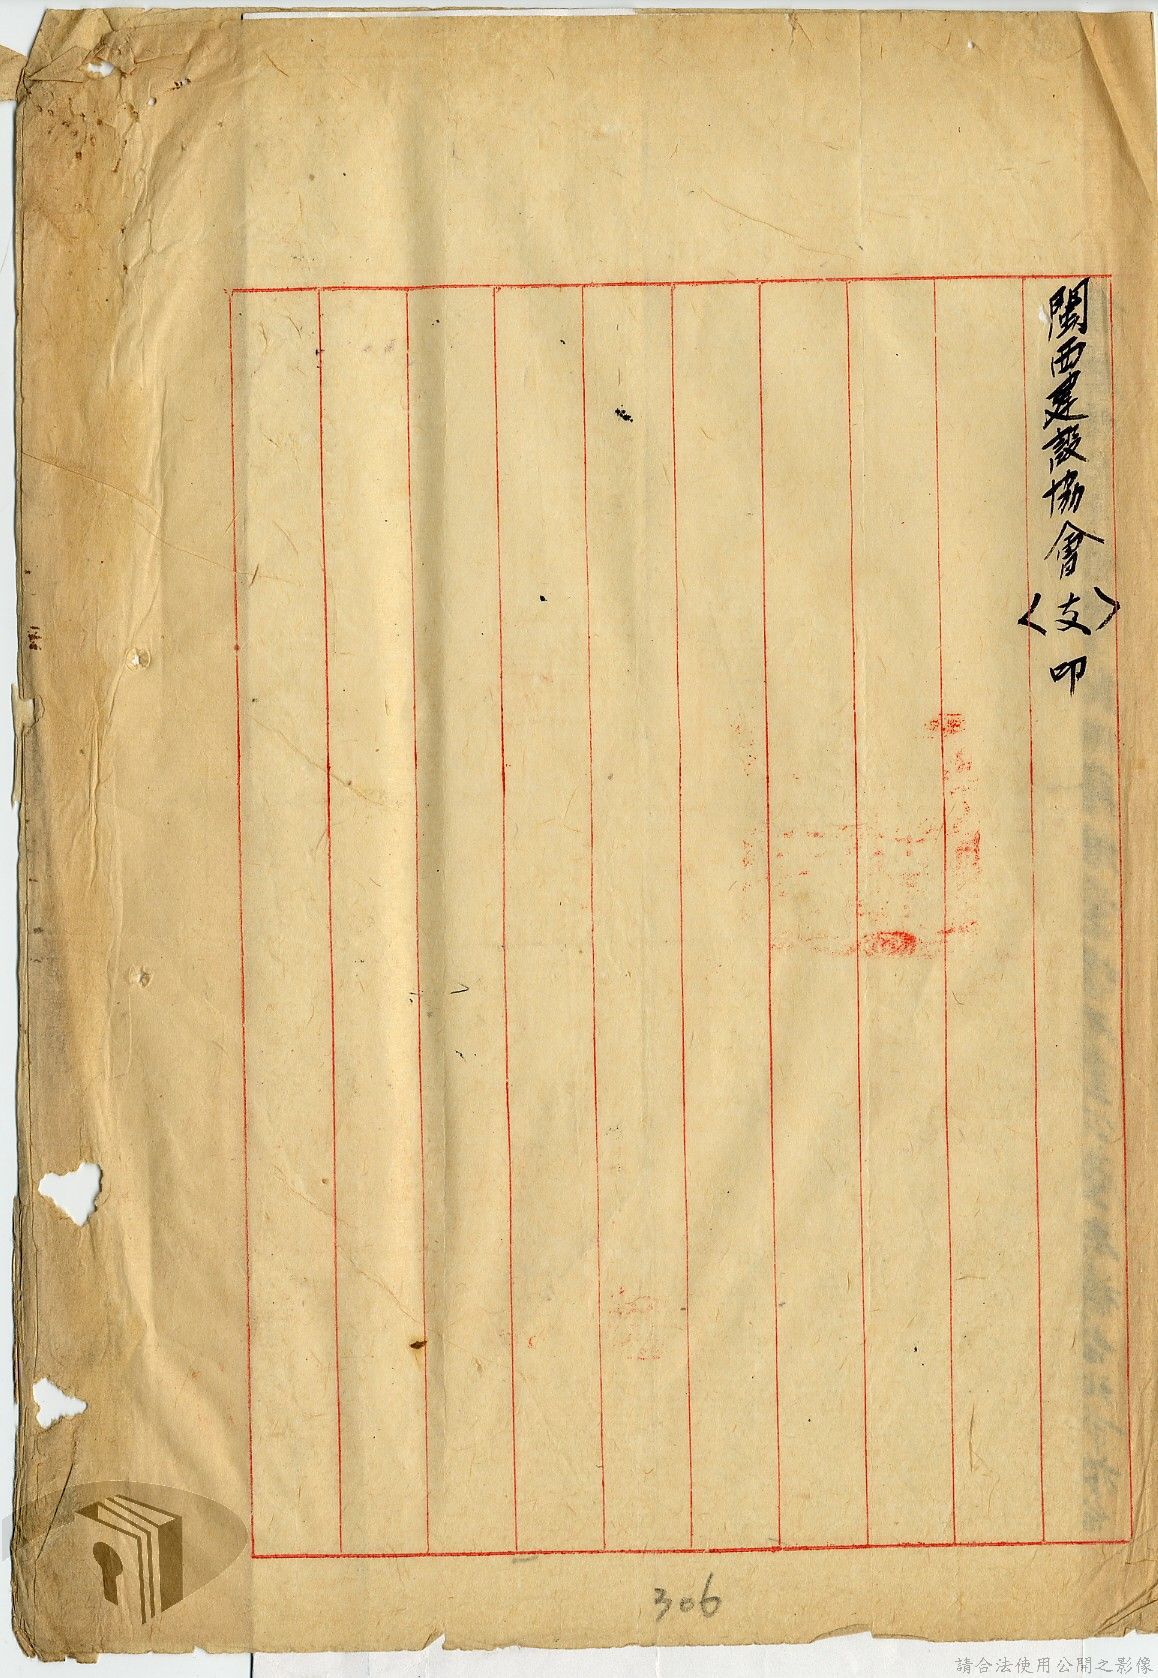 閩西建設協會〈支〉叩
306
請合法使用公開之影像